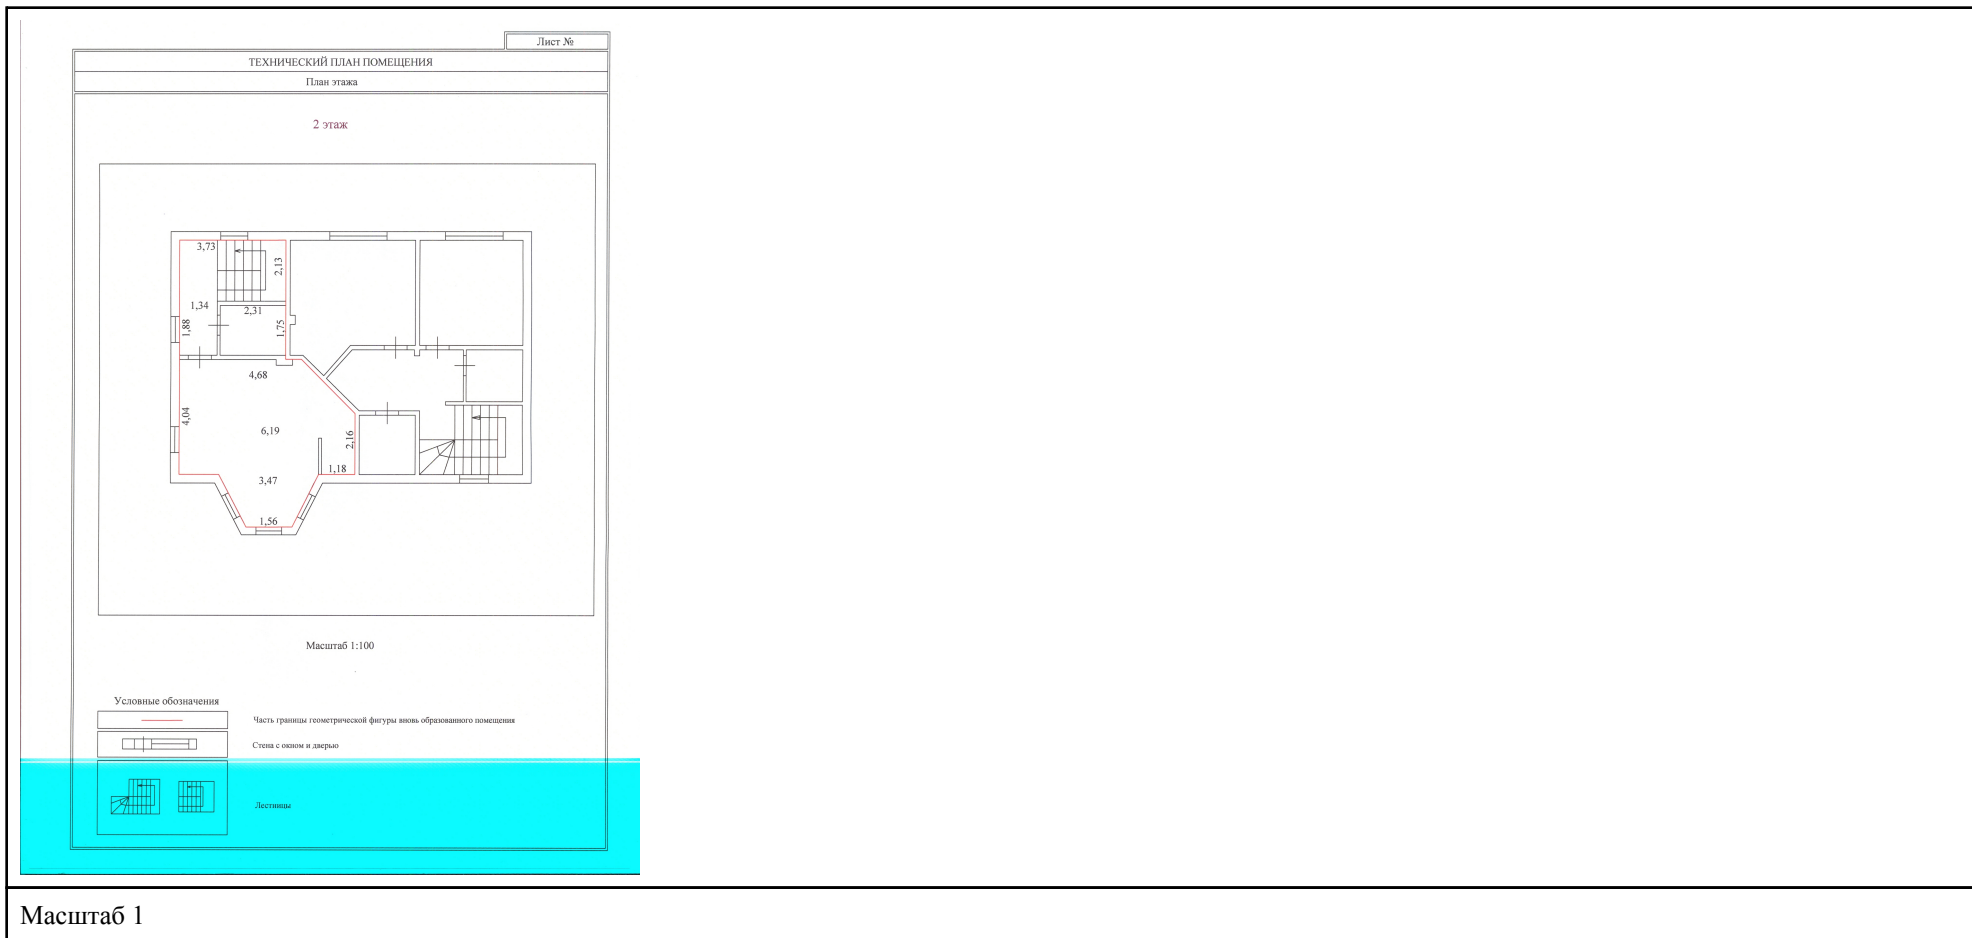 Лист №
ТЕХНИЧЕСКИЙ ПЛАН ПОМЕЩЕНИЯ
План этажа
2 этаж
3,73
2,13
1,34
2,31
1,88
1,75
4,68
4,04
6,19
2,16
1,18
3,47
1,56
Масштаб 1:100
Условные обозначения
Часть границы геометрической фигуры вновь образованного помещения
Стена с окном и дверью
Лестницы
Масштаб 1